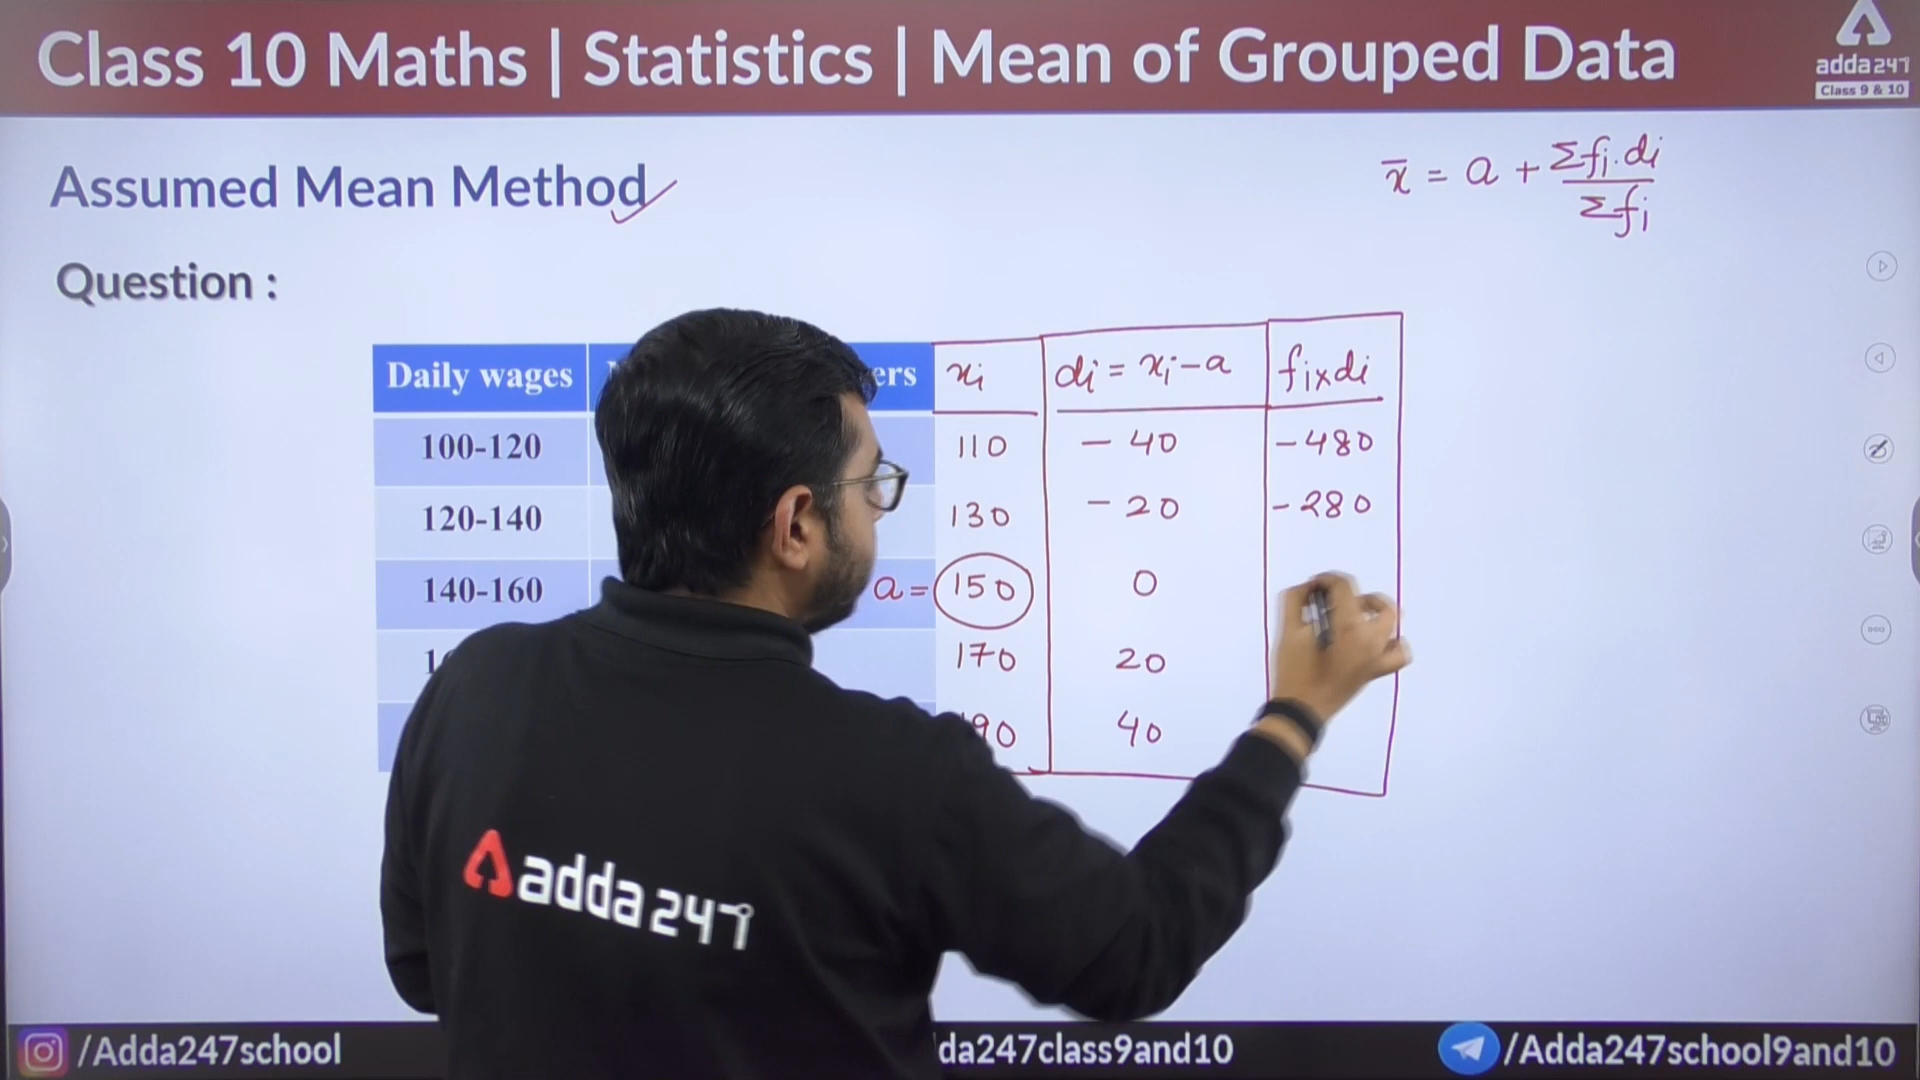 Class 10 Maths | Statistics | Mean of Grouped Data
adda247
Class 9 & 10
Assumed Mean Method
x̄ = a + Σfi.di / Σfi
Question :
Daily wages ers xi di = xi-a fixdi
100-120 110 - 40 -480
120-140 130 - 20 -280
140-160 a = 150 0
170 20
190 40
adda247
/Adda247school da247class9and10 /Adda247school9and10